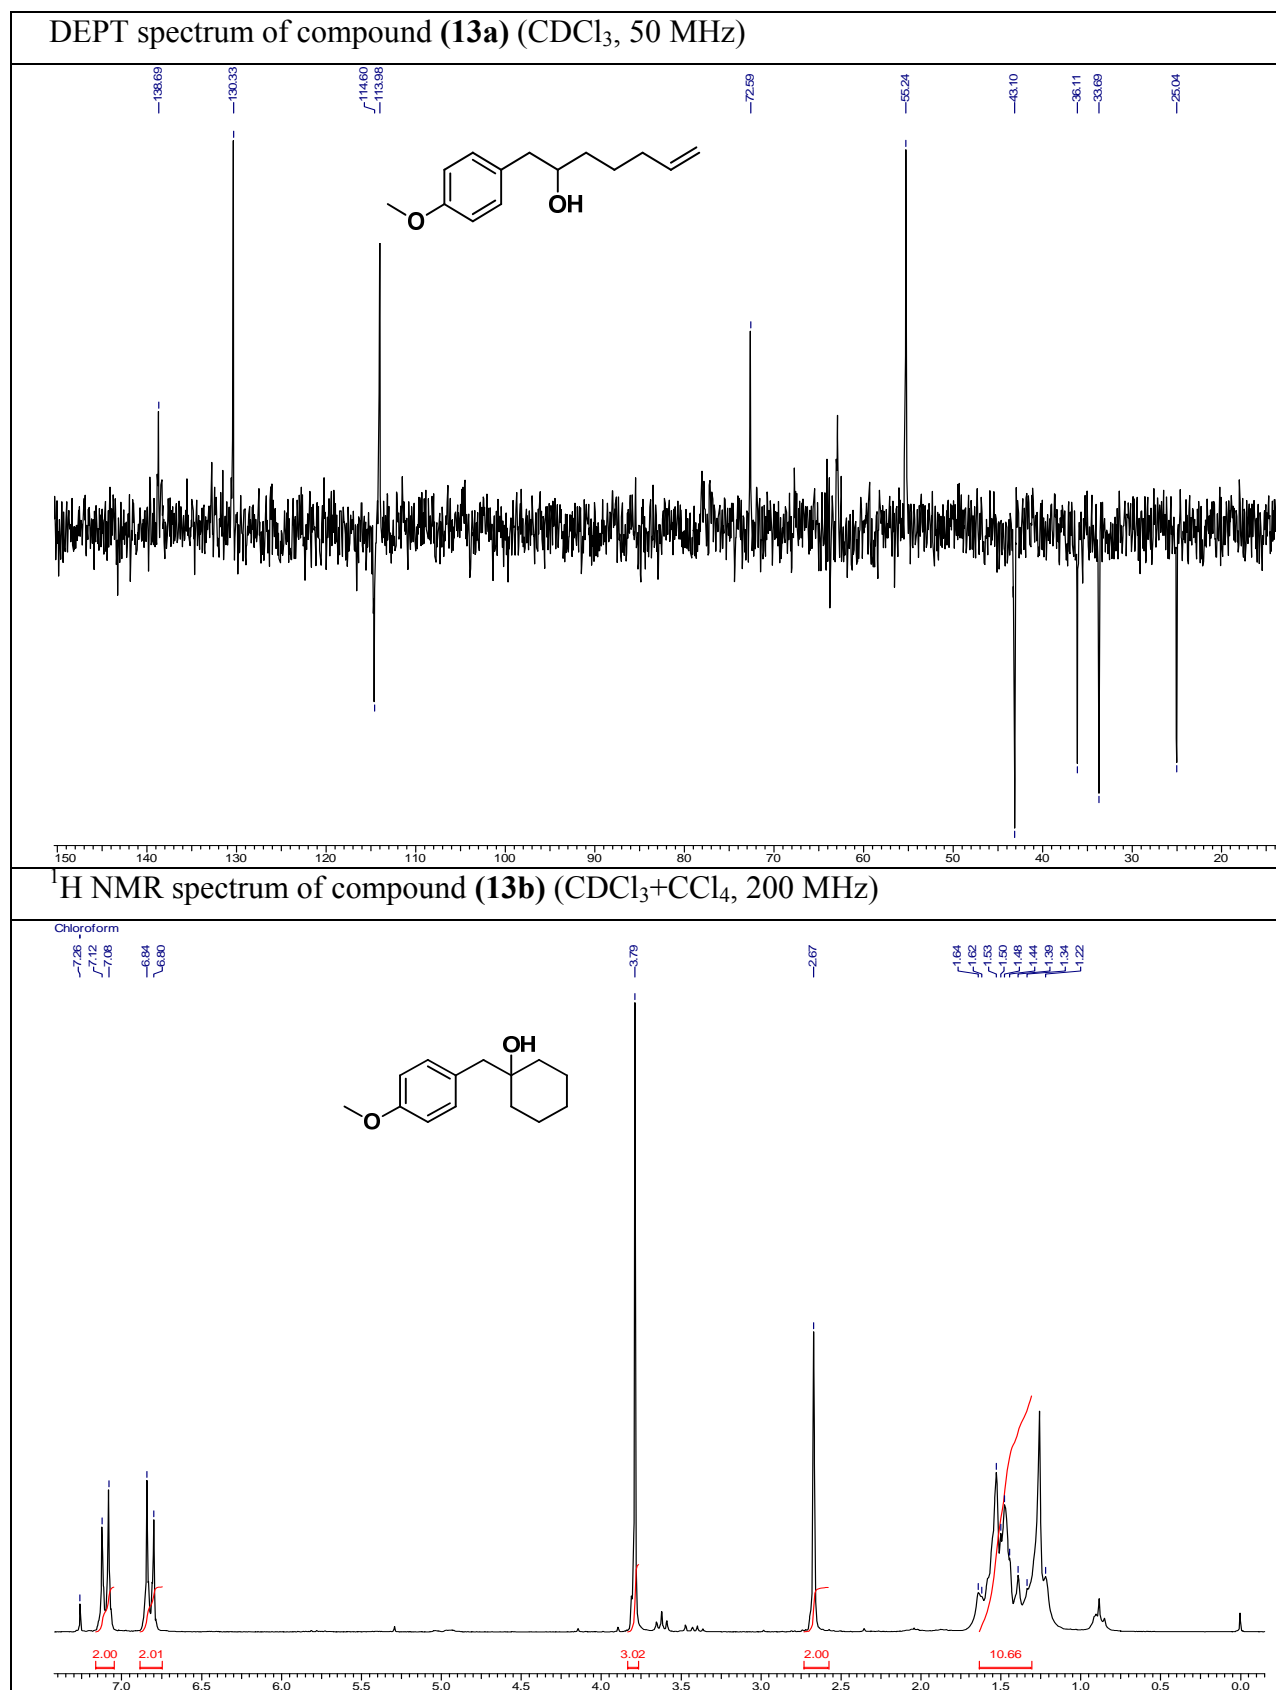 DEPT spectrum of compound (13a) (CDCl₃, 50 MHz)
138.69
130.33
114.60
113.98
72.59
55.24
43.10
36.11
33.69
25.04
OH
O
150 140 130 120 110 100 90 80 70 60 50 40 30 20
¹H NMR spectrum of compound (13b) (CDCl₃+CCl₄, 200 MHz)
Chloroform
7.26
7.12
7.08
6.84
6.80
3.79
2.67
1.64
1.62
1.53
1.50
1.48
1.44
1.39
1.34
1.22
OH
O
2.00 2.01 3.02 2.00 10.66
7.0 6.5 6.0 5.5 5.0 4.5 4.0 3.5 3.0 2.5 2.0 1.5 1.0 0.5 0.0